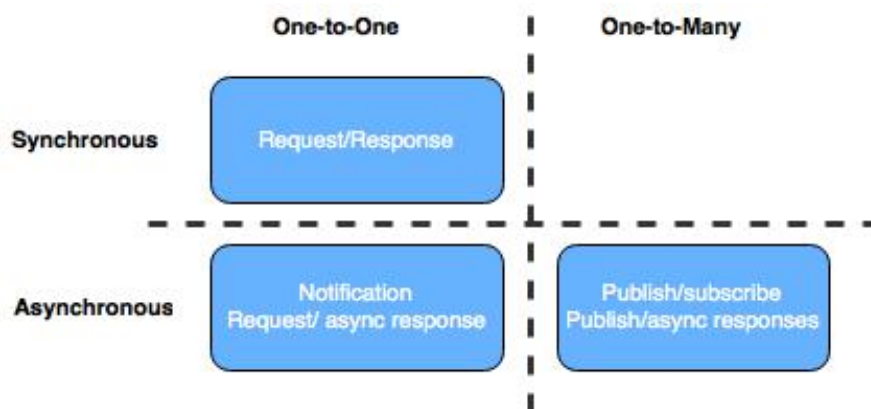 One-to-One
One-to-Many
Synchronous
Request/Response
Asynchronous
Notification
Request/ async response
Publish/subscribe
Publish/async responses